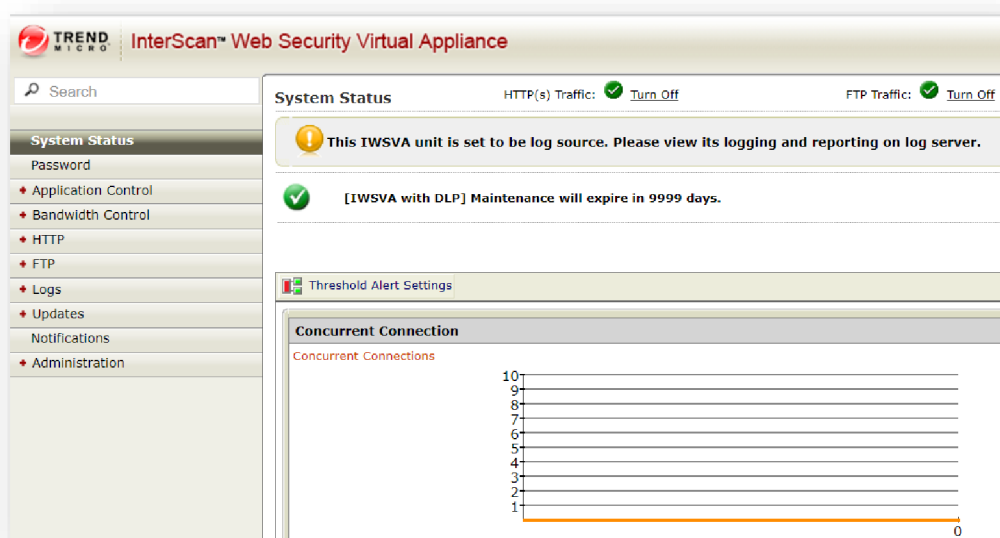 TREND MICRO InterScan™ Web Security Virtual Appliance
Search
System Status HTTP(s) Traffic: Turn Off FTP Traffic: Turn Off
This IWSVA unit is set to be log source. Please view its logging and reporting on log server.
[IWSVA with DLP] Maintenance will expire in 9999 days.
System Status
Password
Application Control
Bandwidth Control
HTTP
FTP
Logs
Updates
Notifications
Administration
Threshold Alert Settings
Concurrent Connection
Concurrent Connections
10
9
8
7
6
5
4
3
2
1
0